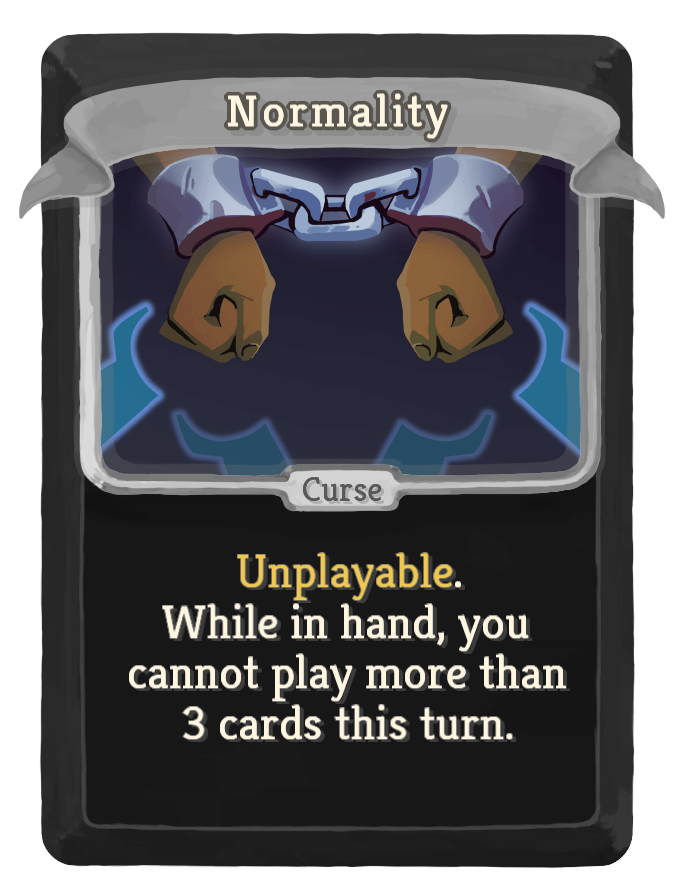 Normality
Curse
Unplayable.
While in hand, you
cannot play more than
3 cards this turn.